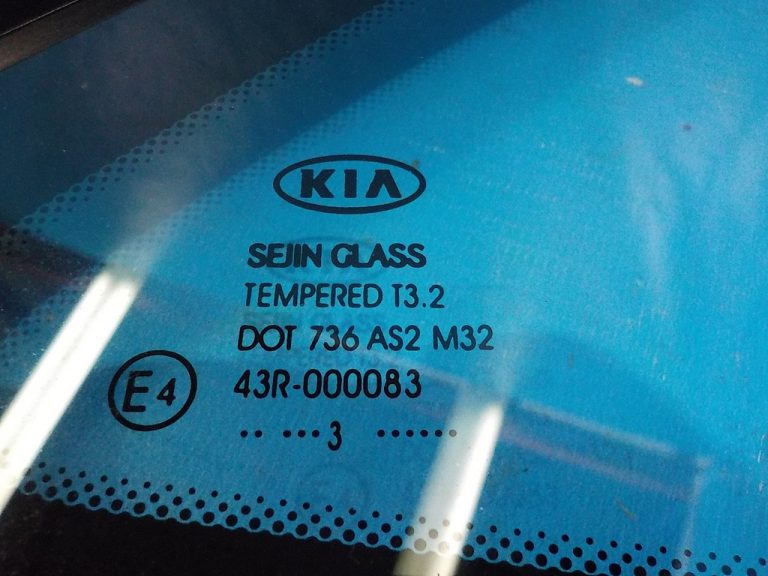 KIA
SEJIN GLASS
TEMPERED T3.2
DOT 736 AS2 M32
E4 43R-000083
•• •••3 ••••••